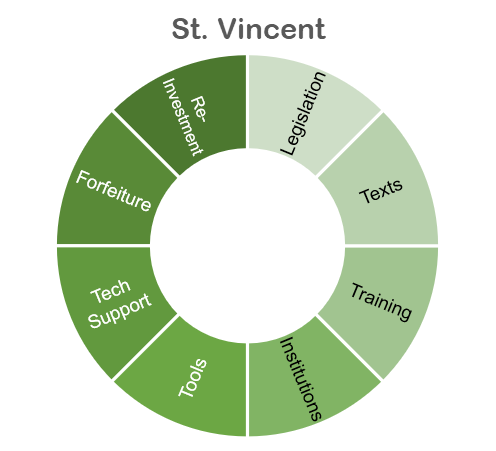 St. Vincent
Legislation
Texts
Training
Institutions
Tools
Tech
Support
Forfeiture
Re-
Investment